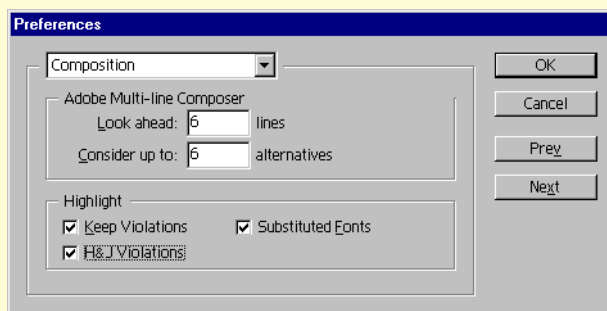 Preferences
Composition
OK
Cancel
Prev
Next
Adobe Multi-line Composer
Look ahead: 6 lines
Consider up to: 6 alternatives
Highlight
Keep Violations Substituted Fonts
H&J Violations